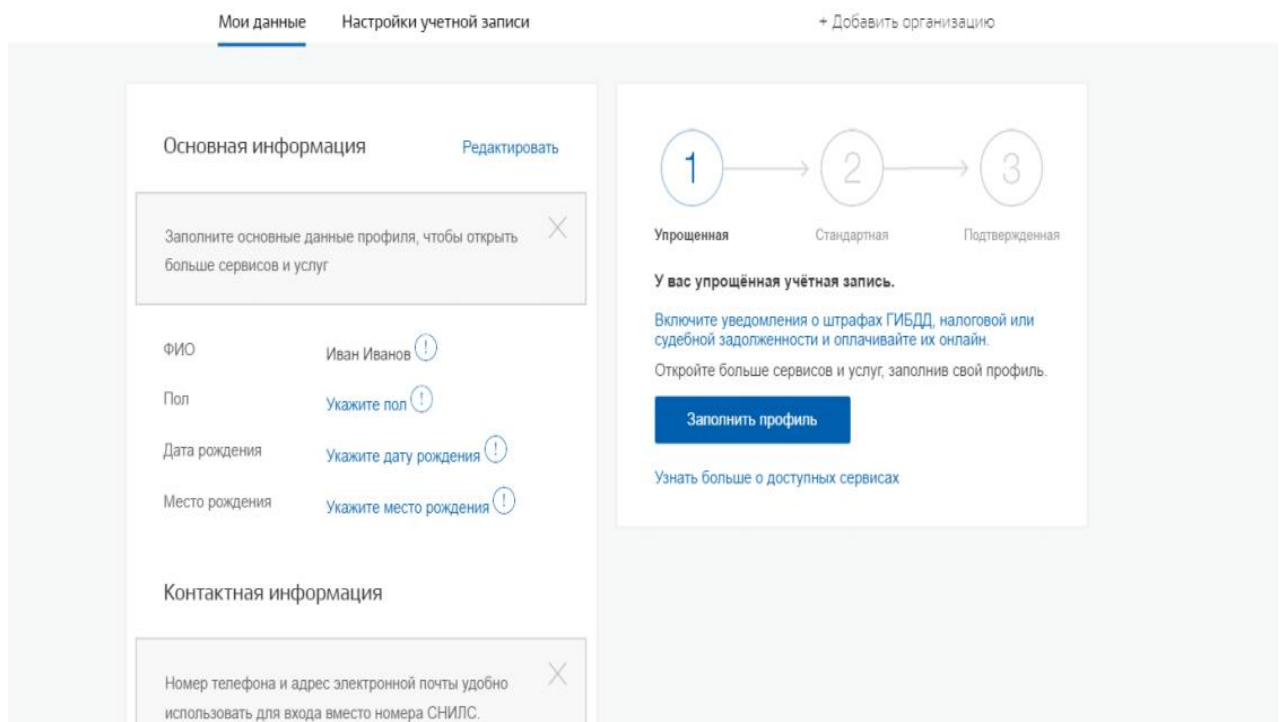 Мои данные
Настройки учетной записи
+ Добавить организацию
Основная информация
Редактировать
Заполните основные данные профиля, чтобы открыть
больше сервисов и услуг
ФИО
Иван Иванов !
Пол
Укажите пол !
Дата рождения
Укажите дату рождения !
Место рождения
Укажите место рождения !
Контактная информация
Номер телефона и адрес электронной почты удобно
использовать для входа вместо номера СНИЛС.
1
2
3
Упрощенная
Стандартная
Подтвержденная
У вас упрощённая учётная запись.
Включите уведомления о штрафах ГИБДД, налоговой или
судебной задолженности и оплачивайте их онлайн.
Откройте больше сервисов и услуг, заполнив свой профиль.
Заполнить профиль
Узнать больше о доступных сервисах